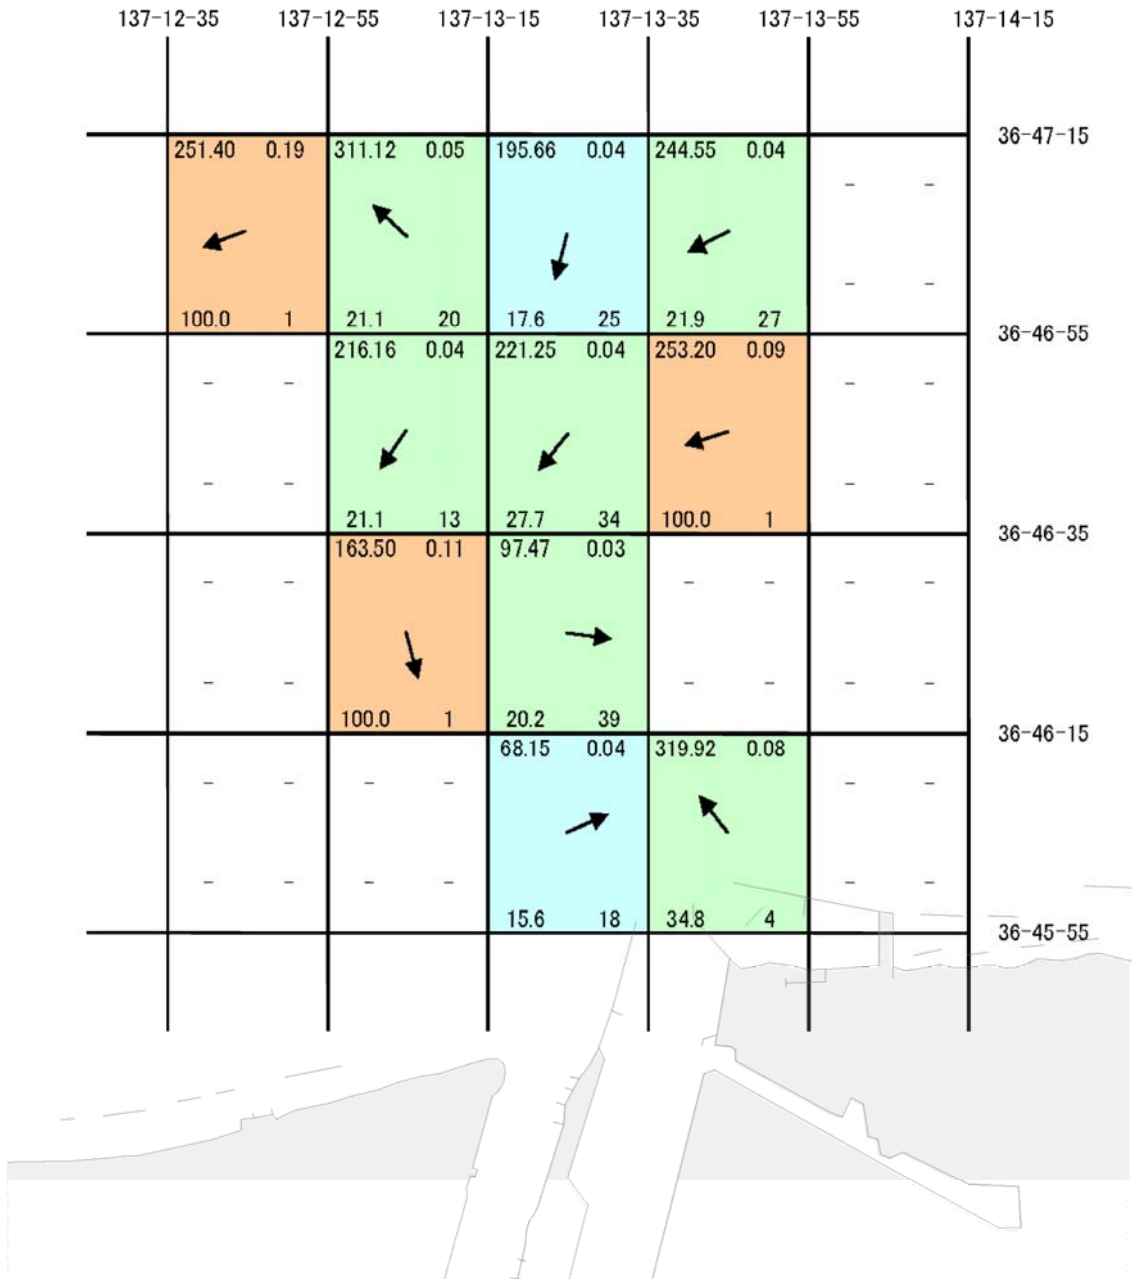 137-12-35 137-12-55 137-13-15 137-13-35 137-13-55 137-14-15
36-47-15
251.40 0.19 311.12 0.05 195.66 0.04 244.55 0.04
- -
- -
100.0 1 21.1 20 17.6 25 21.9 27
36-46-55
216.16 0.04 221.25 0.04 253.20 0.09
- - - -
- - - -
21.1 13 27.7 34 100.0 1
36-46-35
163.50 0.11 97.47 0.03
- - - - - -
- - - - - -
100.0 1 20.2 39
36-46-15
68.15 0.04 319.92 0.08
- - - - - -
- - - - - -
15.6 18 34.8 4
36-45-55